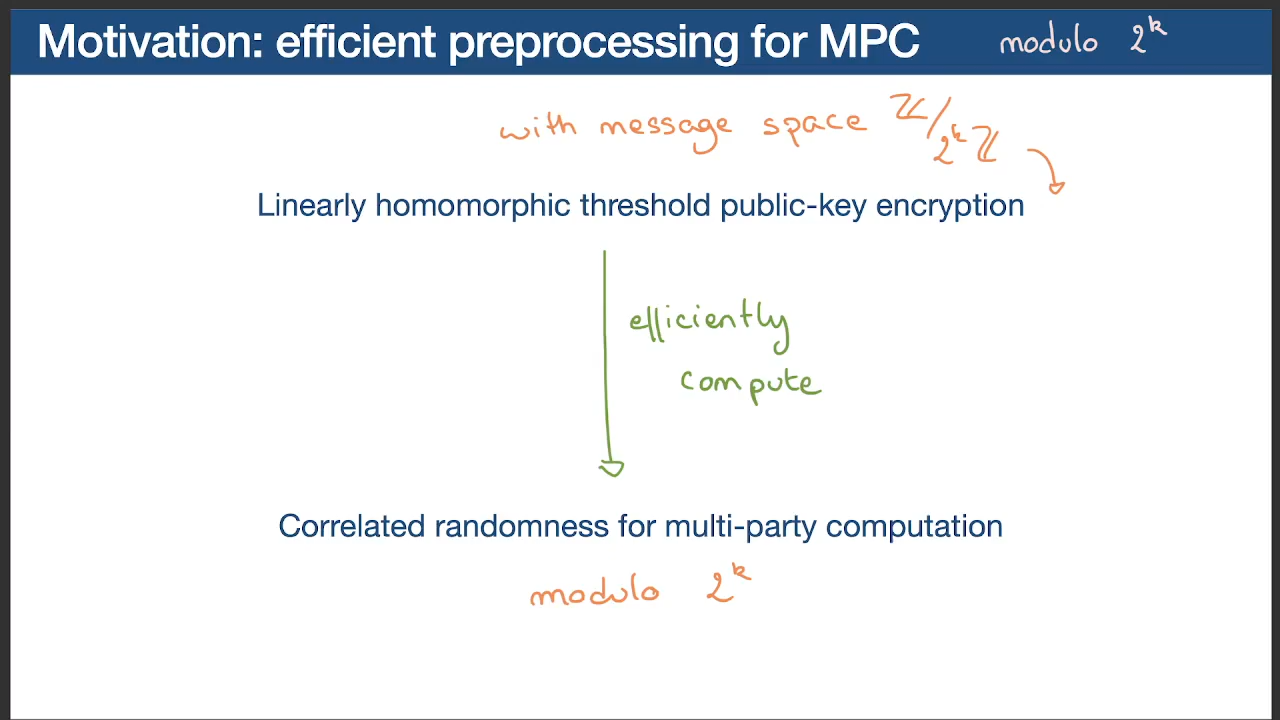 Motivation: efficient preprocessing for MPC modulo 2^k
with message space ℤ/2^kℤ
Linearly homomorphic threshold public-key encryption
efficiently
compute
Correlated randomness for multi-party computation
modulo 2^k